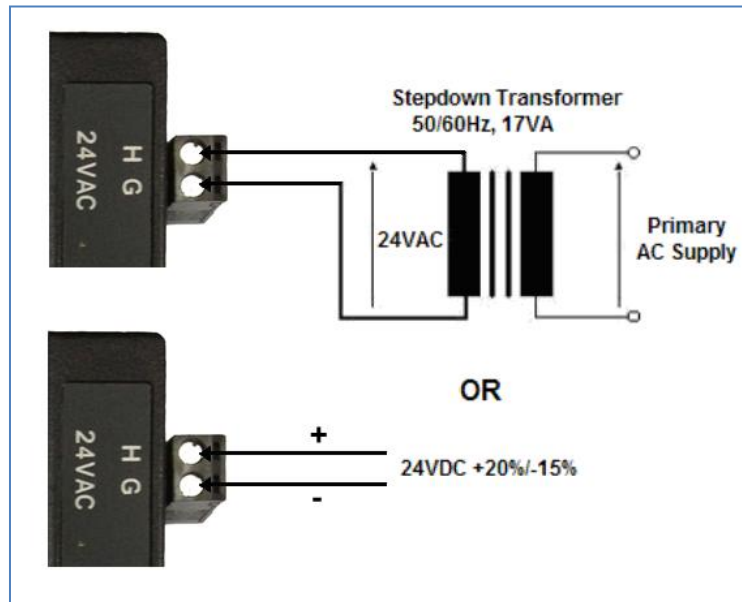 H G
24VAC
Stepdown Transformer
50/60Hz, 17VA
24VAC
Primary
AC Supply
OR
H G
24VAC
+
-
24VDC +20%/-15%